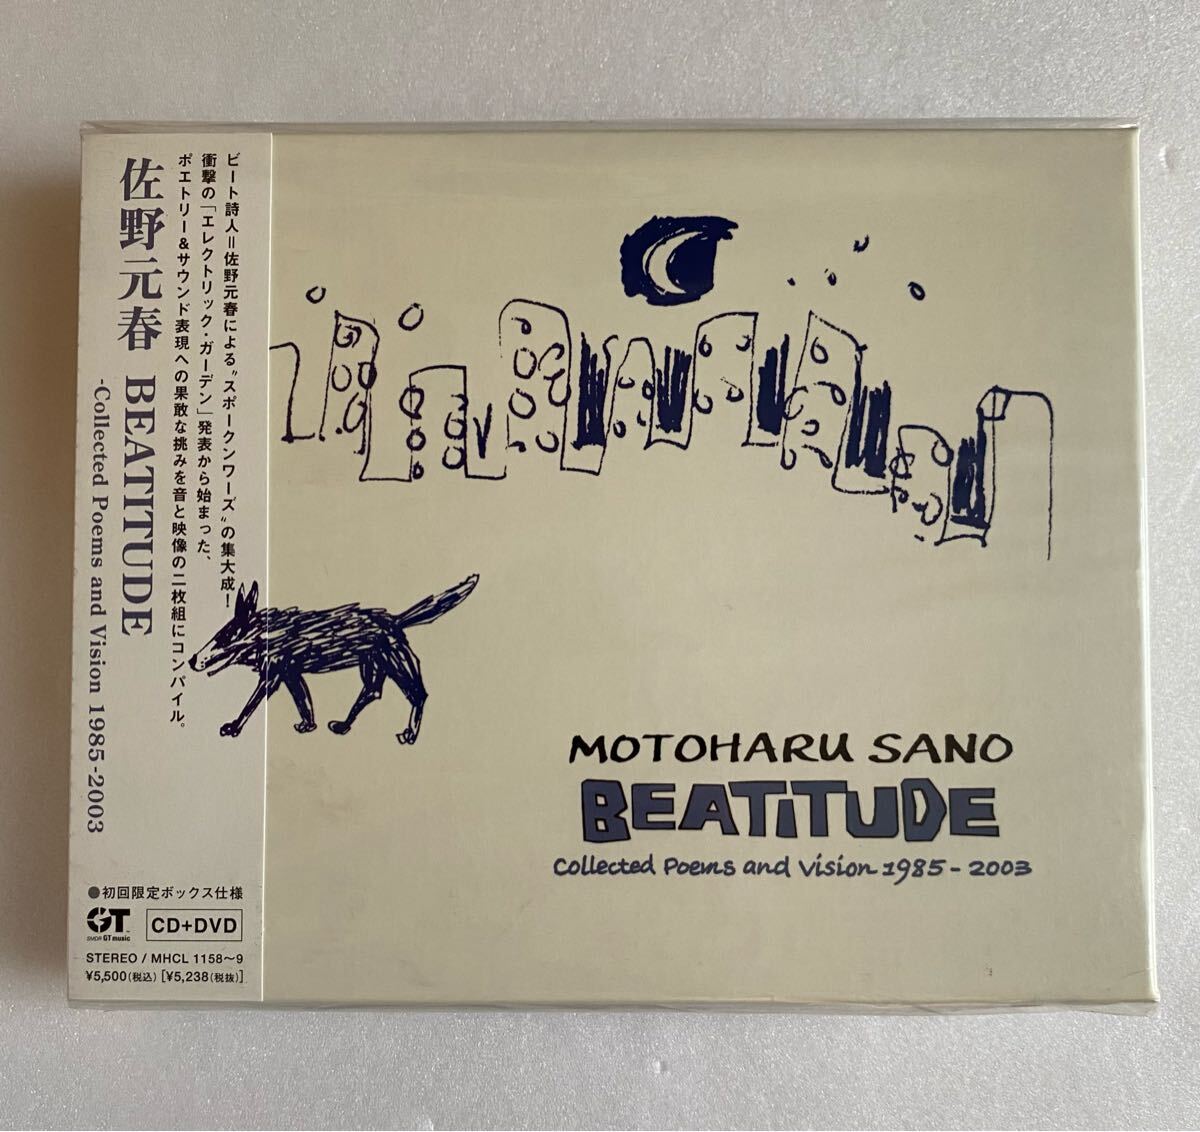 ビート詩人＝佐野元春による“スポークンワーズ”の集大成！
衝撃の「エレクトリック・ガーデン」発表から始まった、
ポエトリー&サウンド表現への果敢な挑みを音と映像の二枚組にコンパイル。
佐野元春 BEATITUDE
-Collected Poems and Vision 1985-2003
●初回限定ボックス仕様
GT™
SMDR GT music
CD+DVD
STEREO / MHCL 1158〜9
¥5,500(税込) [¥5,238(税抜)]
MOTOHARU SANO
BEATITUDE
Collected Poems and Vision 1985-2003